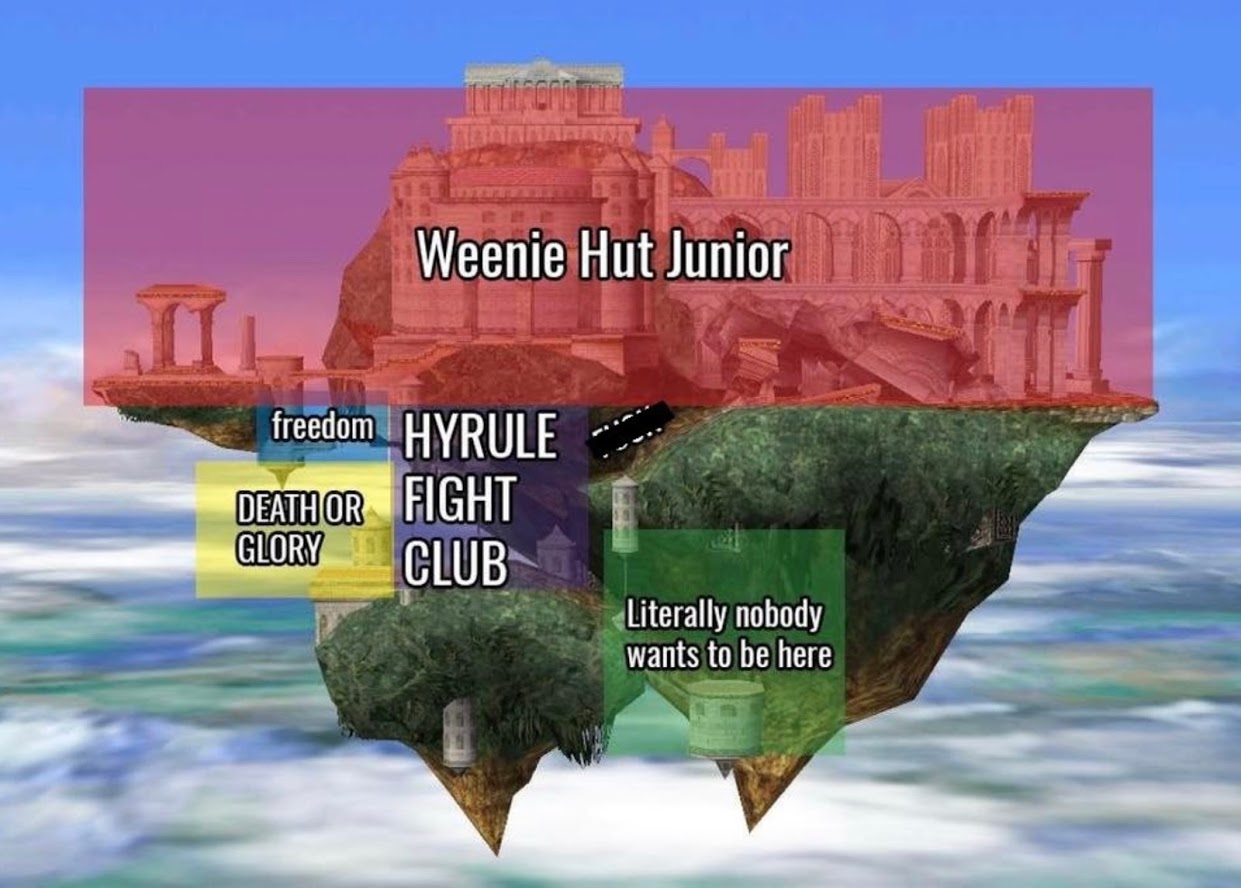 Weenie Hut Junior
freedom
HYRULE
FIGHT
CLUB
DEATH OR
GLORY
Literally nobody
wants to be here